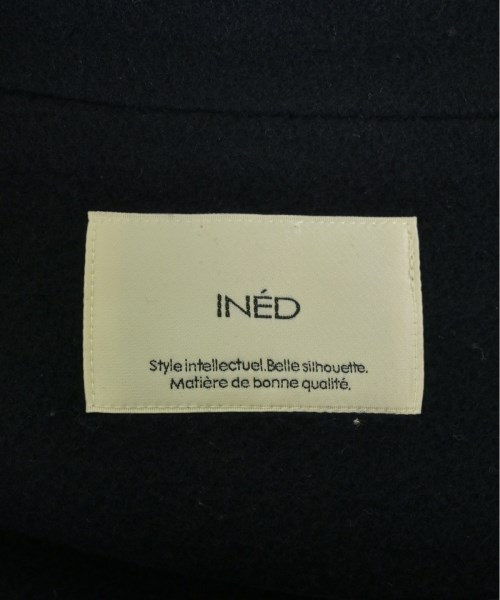 INÉD
Style intellectuel. Belle silhouette.
Matière de bonne qualité.